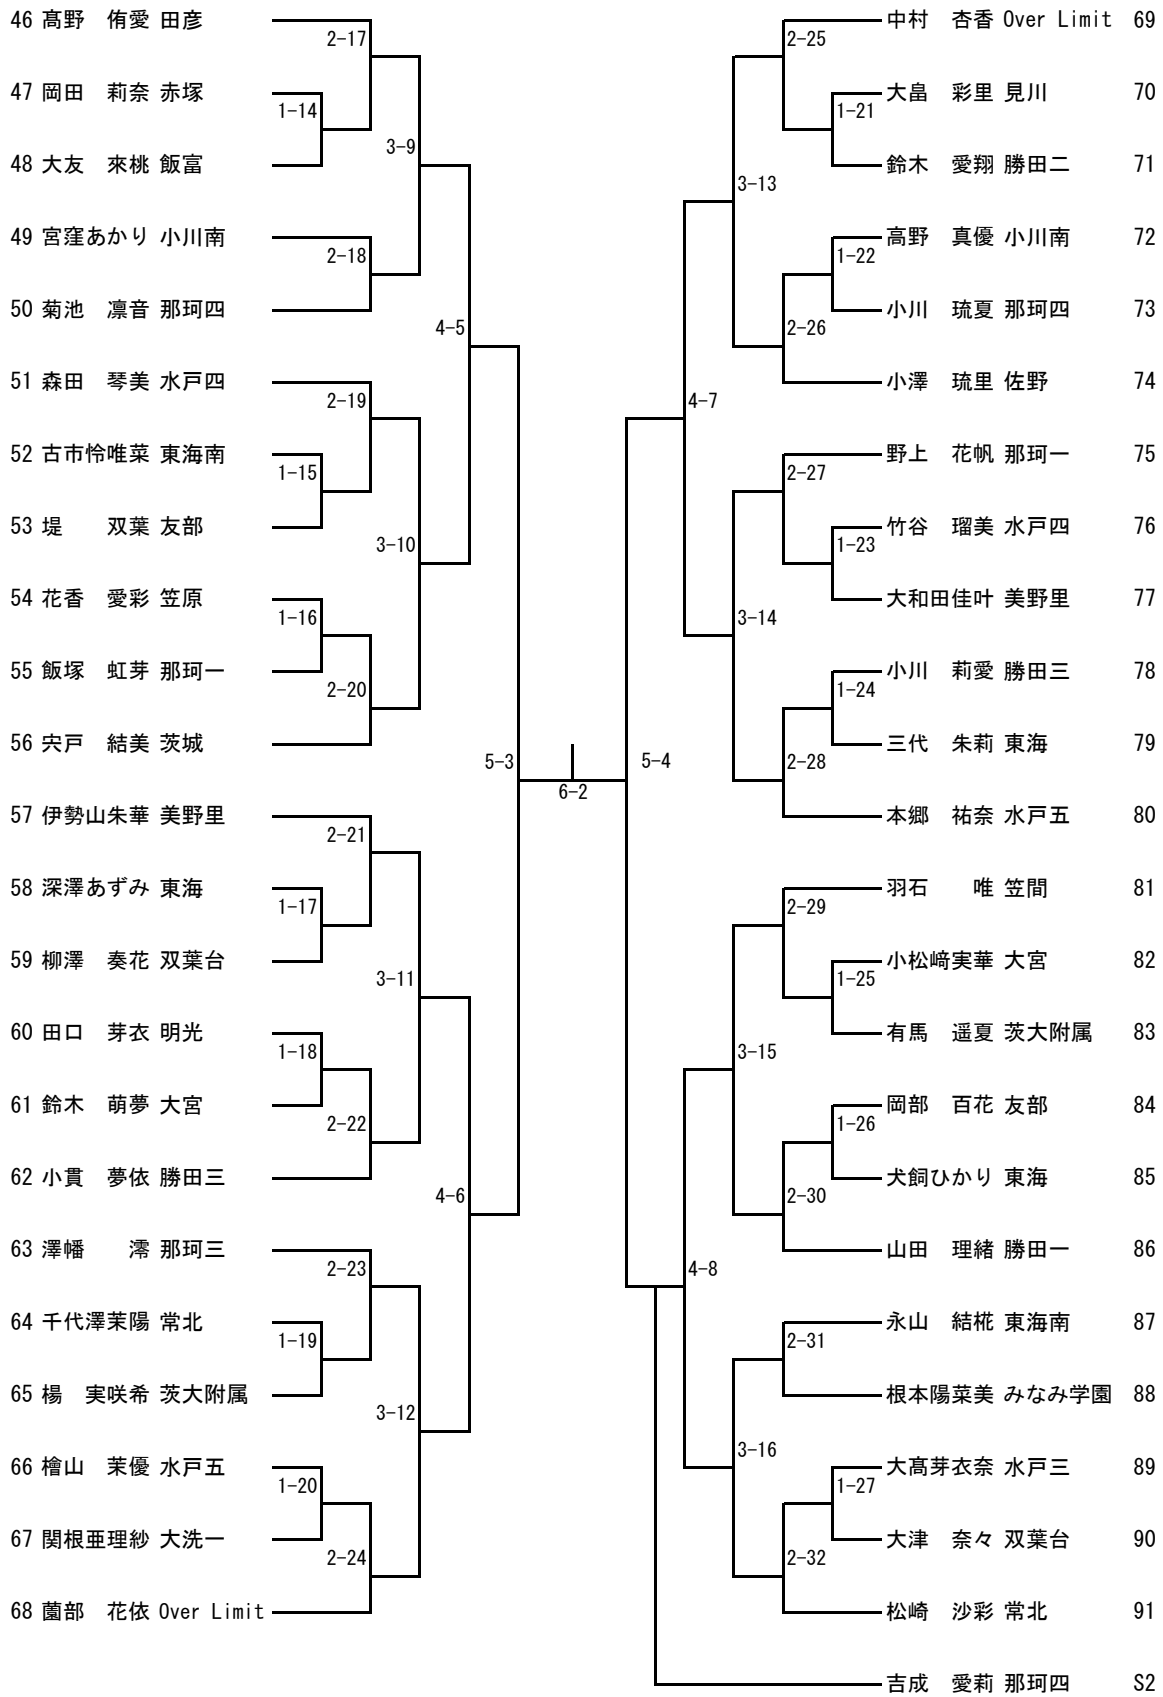 46 髙野　侑愛 田彦
2-17
47 岡田　莉奈 赤塚
1-14
3-9
48 大友　來桃 飯富
49 宮窪あかり 小川南
2-18
50 菊池　凛音 那珂四
4-5
51 森田　琴美 水戸四
2-19
52 古市怜唯菜 東海南
1-15
53 堤　　双葉 友部
3-10
54 花香　愛彩 笠原
1-16
55 飯塚　虹芽 那珂一
2-20
56 宍戸　結美 茨城
5-3
6-2
57 伊勢山朱華 美野里
2-21
58 深澤あずみ 東海
1-17
59 柳澤　奏花 双葉台
3-11
60 田口　芽衣 明光
1-18
61 鈴木　萌夢 大宮
2-22
62 小貫　夢依 勝田三
4-6
63 澤幡　　澪 那珂三
2-23
64 千代澤茉陽 常北
1-19
65 楊　実咲希 茨大附属
3-12
66 檜山　茉優 水戸五
1-20
67 関根亜理紗 大洗一
2-24
68 薗部　花依 Over Limit
中村　杏香 Over Limit 69
2-25
大畠　彩里 見川 70
1-21
鈴木　愛翔 勝田二 71
3-13
高野　真優 小川南 72
1-22
小川　琉夏 那珂四 73
2-26
小澤　琉里 佐野 74
4-7
野上　花帆 那珂一 75
2-27
竹谷　瑠美 水戸四 76
1-23
大和田佳叶 美野里 77
3-14
小川　莉愛 勝田三 78
1-24
三代　朱莉 東海 79
2-28
5-4
本郷　祐奈 水戸五 80
羽石　　唯 笠間 81
2-29
小松﨑実華 大宮 82
1-25
有馬　遥夏 茨大附属 83
3-15
岡部　百花 友部 84
1-26
犬飼ひかり 東海 85
2-30
山田　理緒 勝田一 86
4-8
永山　結椛 東海南 87
2-31
根本陽菜美 みなみ学園 88
3-16
大髙芽衣奈 水戸三 89
1-27
大津　奈々 双葉台 90
2-32
松崎　沙彩 常北 91
吉成　愛莉 那珂四 S2